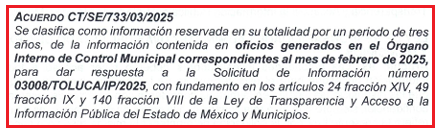 ACUERDO CT/SE/733/03/2025
Se clasifica como información reservada en su totalidad por un periodo de tres
años, de la información contenida en oficios generados en el Órgano
Interno de Control Municipal correspondientes al mes de febrero de 2025,
para dar respuesta a la Solicitud de Información número
03008/TOLUCA/IP/2025, con fundamento en los artículos 24 fracción XIV, 49
fracción IX y 140 fracción VIII de la Ley de Transparencia y Acceso a la
Información Pública del Estado de México y Municipios.